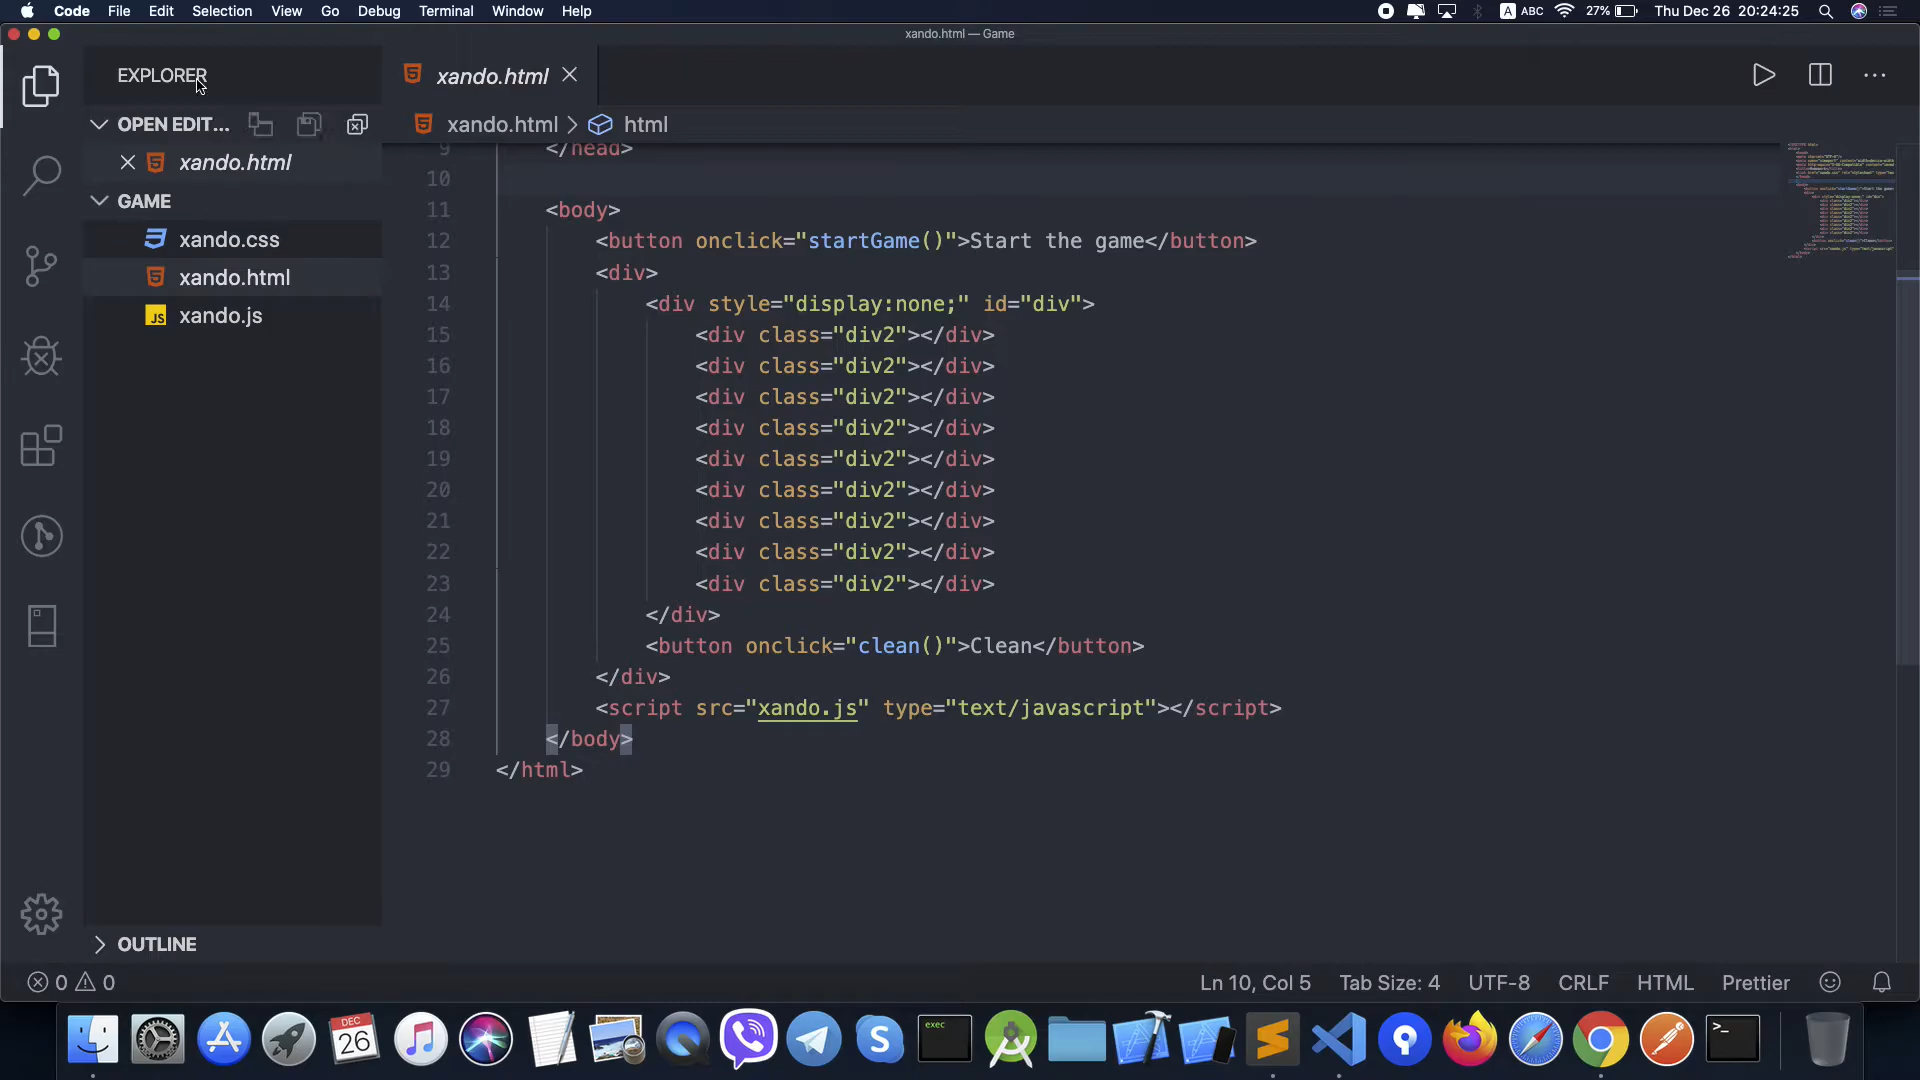 Code File Edit Selection View Go Debug Terminal Window Help
A ABC 27% Thu Dec 26 20:24:25
xando.html — Game
EXPLORER
OPEN EDIT...
xando.html
GAME
xando.css
xando.html
xando.js
OUTLINE
xando.html
xando.html > html
9 </head>
10
11 <body>
12 <button onclick="startGame()">Start the game</button>
13 <div>
14 <div style="display:none;" id="div">
15 <div class="div2"></div>
16 <div class="div2"></div>
17 <div class="div2"></div>
18 <div class="div2"></div>
19 <div class="div2"></div>
20 <div class="div2"></div>
21 <div class="div2"></div>
22 <div class="div2"></div>
23 <div class="div2"></div>
24 </div>
25 <button onclick="clean()">Clean</button>
26 </div>
27 <script src="xando.js" type="text/javascript"></script>
28 </body>
29 </html>
0 0 Ln 10, Col 5 Tab Size: 4 UTF-8 CRLF HTML Prettier
DEC
26
exec
>_